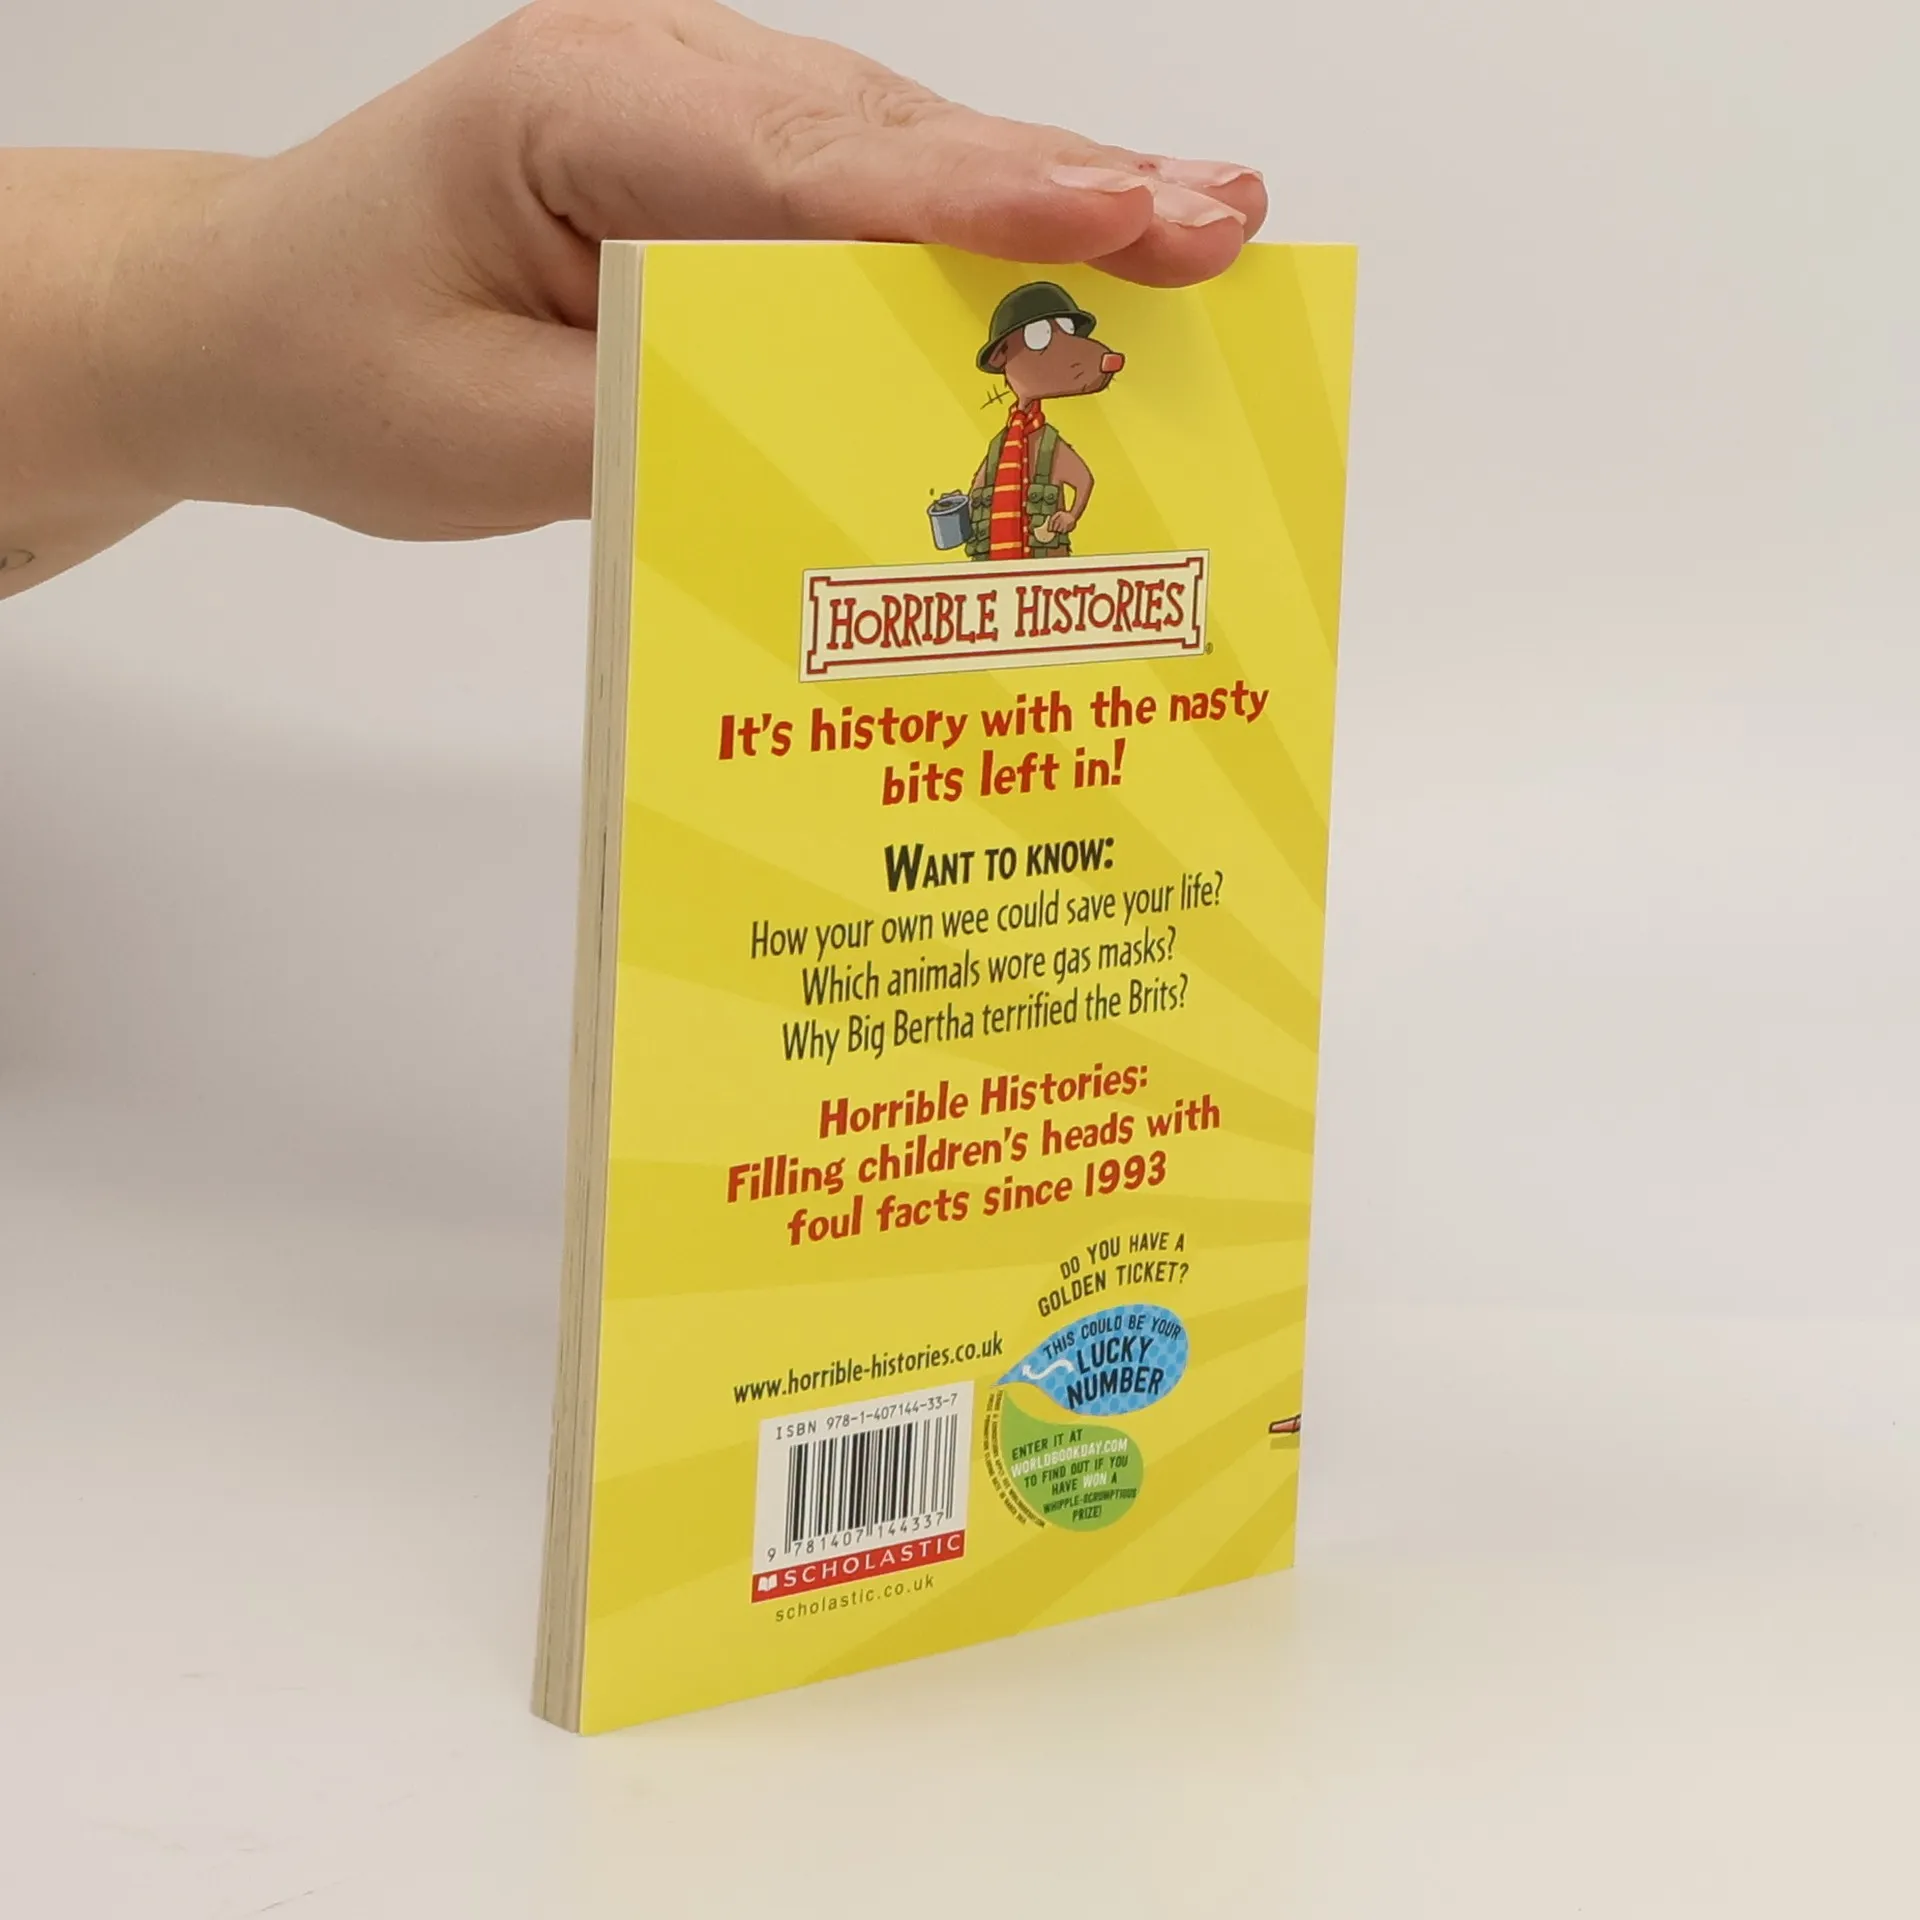 HORRIBLE HISTORIES®
It's history with the nasty
bits left in!
WANT TO KNOW:
How your own wee could save your life?
Which animals wore gas masks?
Why Big Bertha terrified the Brits?
Horrible Histories:
Filling children's heads with
foul facts since 1993
DO YOU HAVE A
GOLDEN TICKET?
THIS COULD BE YOUR
LUCKY
NUMBER
www.horrible-histories.co.uk
ISBN 978-1-407144-33-7
9 781407 144337
SCHOLASTIC
scholastic.co.uk
ENTER IT AT
WORLDBOOKDAY.COM
TO FIND OUT IF YOU
HAVE WON A
WHIPPLE-SCRUMPTIOUS
PRIZE!